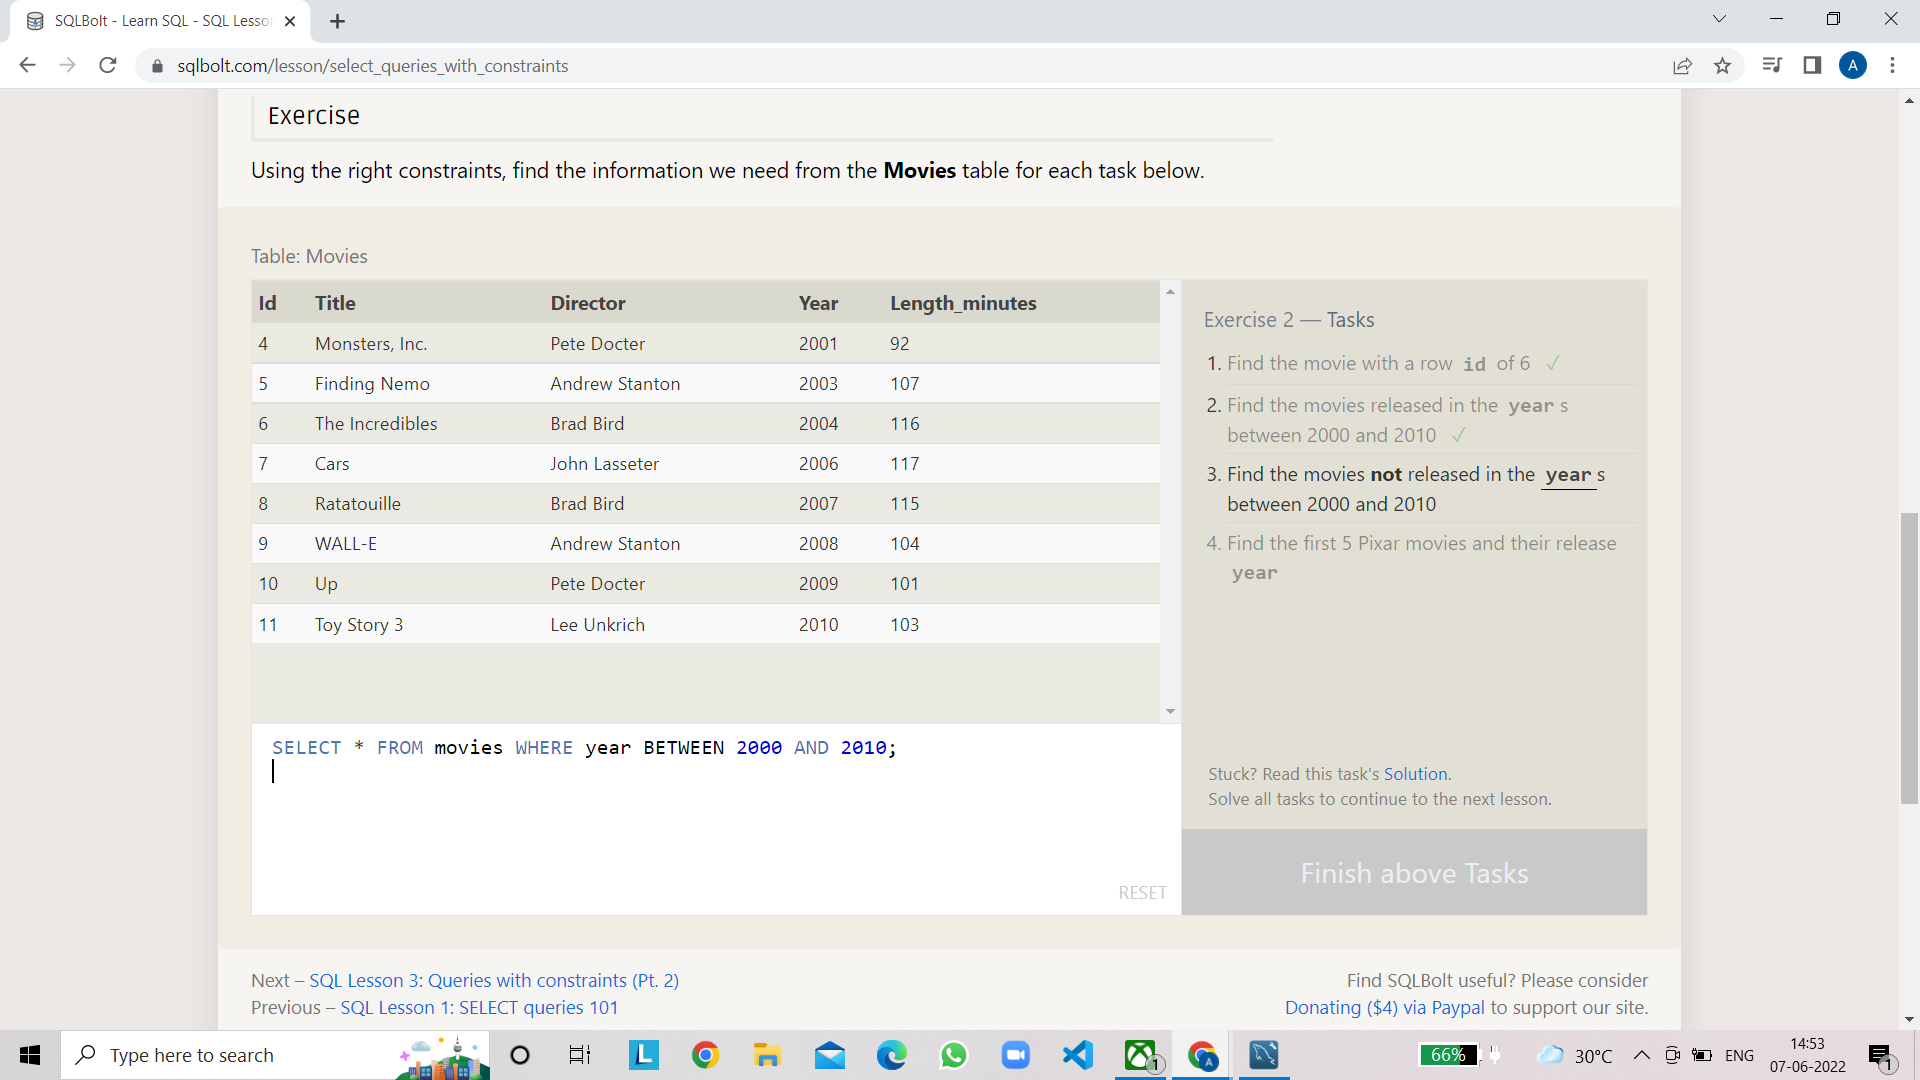 SQLBolt - Learn SQL - SQL Lesso
sqlbolt.com/lesson/select_queries_with_constraints
A
Exercise
Using the right constraints, find the information we need from the Movies table for each task below.
Table: Movies
Id Title Director Year Length_minutes
4 Monsters, Inc. Pete Docter 2001 92
5 Finding Nemo Andrew Stanton 2003 107
6 The Incredibles Brad Bird 2004 116
7 Cars John Lasseter 2006 117
8 Ratatouille Brad Bird 2007 115
9 WALL-E Andrew Stanton 2008 104
10 Up Pete Docter 2009 101
11 Toy Story 3 Lee Unkrich 2010 103
SELECT * FROM movies WHERE year BETWEEN 2000 AND 2010;
RESET
Exercise 2 — Tasks
1. Find the movie with a row id of 6 ✓
2. Find the movies released in the year s
between 2000 and 2010 ✓
3. Find the movies not released in the year s
between 2000 and 2010
4. Find the first 5 Pixar movies and their release
year
Stuck? Read this task's Solution.
Solve all tasks to continue to the next lesson.
Finish above Tasks
Next – SQL Lesson 3: Queries with constraints (Pt. 2)
Previous – SQL Lesson 1: SELECT queries 101
Find SQLBolt useful? Please consider
Donating ($4) via Paypal to support our site.
Type here to search
L
1
A
66%
30°C
ENG
14:53
07-06-2022
1